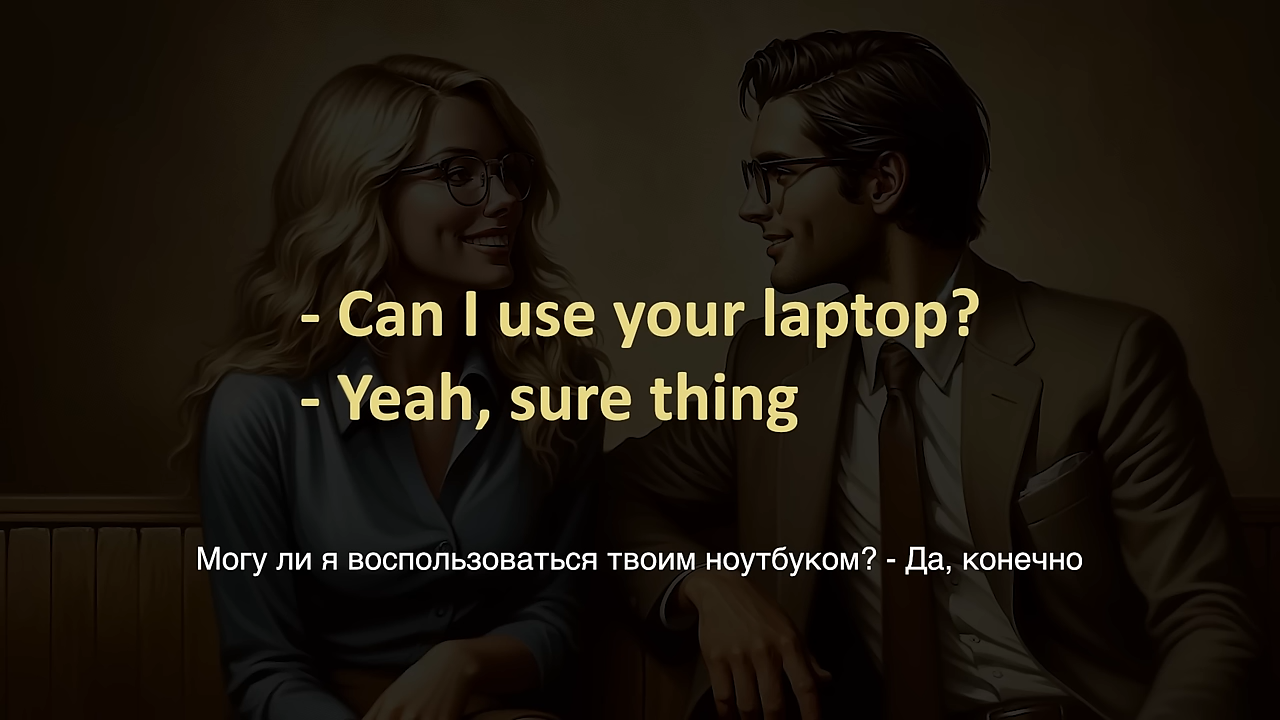 - Can I use your laptop?
- Yeah, sure thing
Могу ли я воспользоваться твоим ноутбуком? - Да, конечно